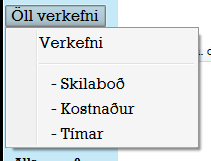 Öll verkefni
Verkefni
- Skilaboð
- Kostnaður
- Tímar